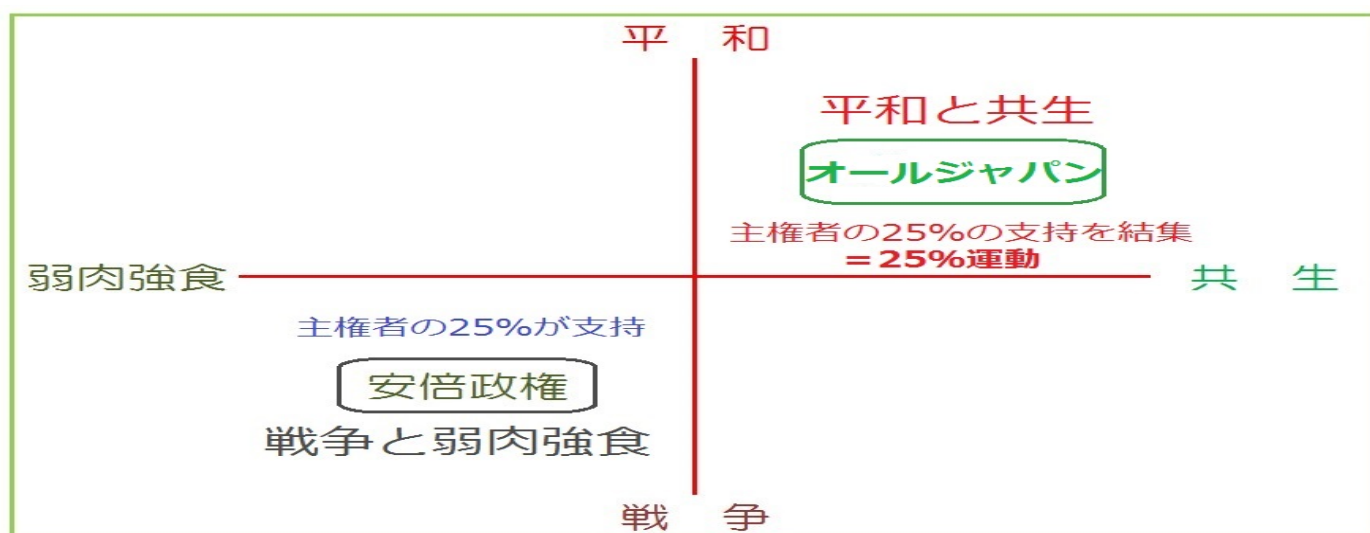 平　和
平和と共生
オールジャパン
主権者の25%の支持を結集
＝25%運動
弱肉強食
共　生
主権者の25%が支持
安倍政権
戦争と弱肉強食
戦　争